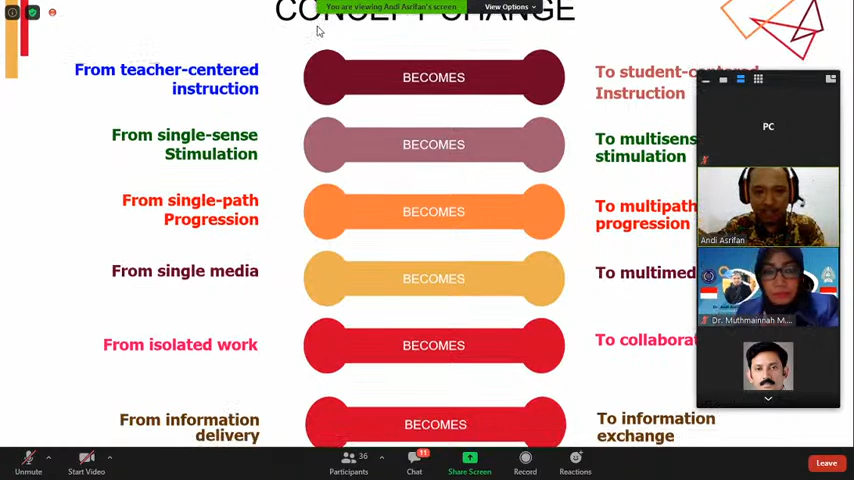 CONCEPT CHANGE
You are viewing Andi Asrifan's screen
View Options
From teacher-centered
instruction
BECOMES
To student-centered
Instruction
From single-sense
Stimulation
BECOMES
To multisens
stimulation
From single-path
Progression
BECOMES
To multipath
progression
From single media
BECOMES
To multimed
From isolated work
BECOMES
To collaborat
From information
delivery
BECOMES
To information
exchange
PC
Andi Asrifan
Dr. Muthmainnah M....
Unmute
Start Video
36
Participants
11
Chat
Share Screen
Record
Reactions
Leave